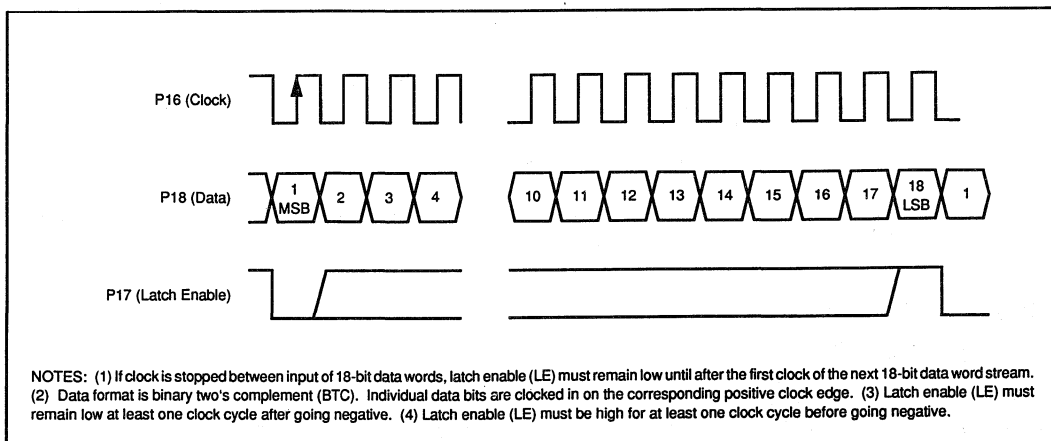 P16 (Clock)
P18 (Data)
1 MSB 2 3 4 10 11 12 13 14 15 16 17 18 LSB 1
P17 (Latch Enable)
NOTES: (1) If clock is stopped between input of 18-bit data words, latch enable (LE) must remain low until after the first clock of the next 18-bit data word stream.
(2) Data format is binary two's complement (BTC). Individual data bits are clocked in on the corresponding positive clock edge. (3) Latch enable (LE) must
remain low at least one clock cycle after going negative. (4) Latch enable (LE) must be high for at least one clock cycle before going negative.